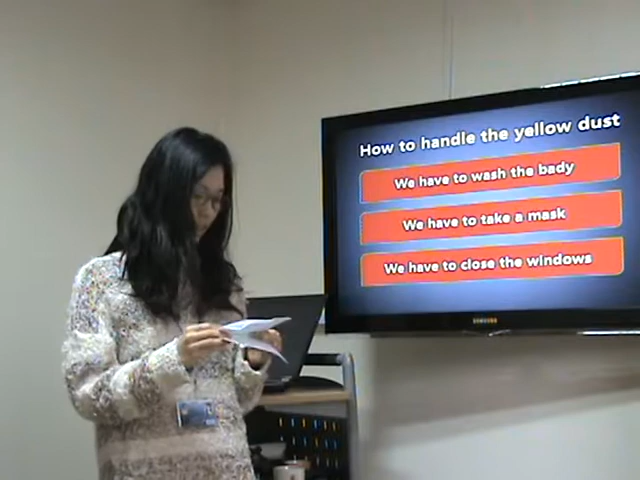 How to handle the yellow dust
We have to wash the bady
We have to take a mask
We have to close the windows
SAMSUNG